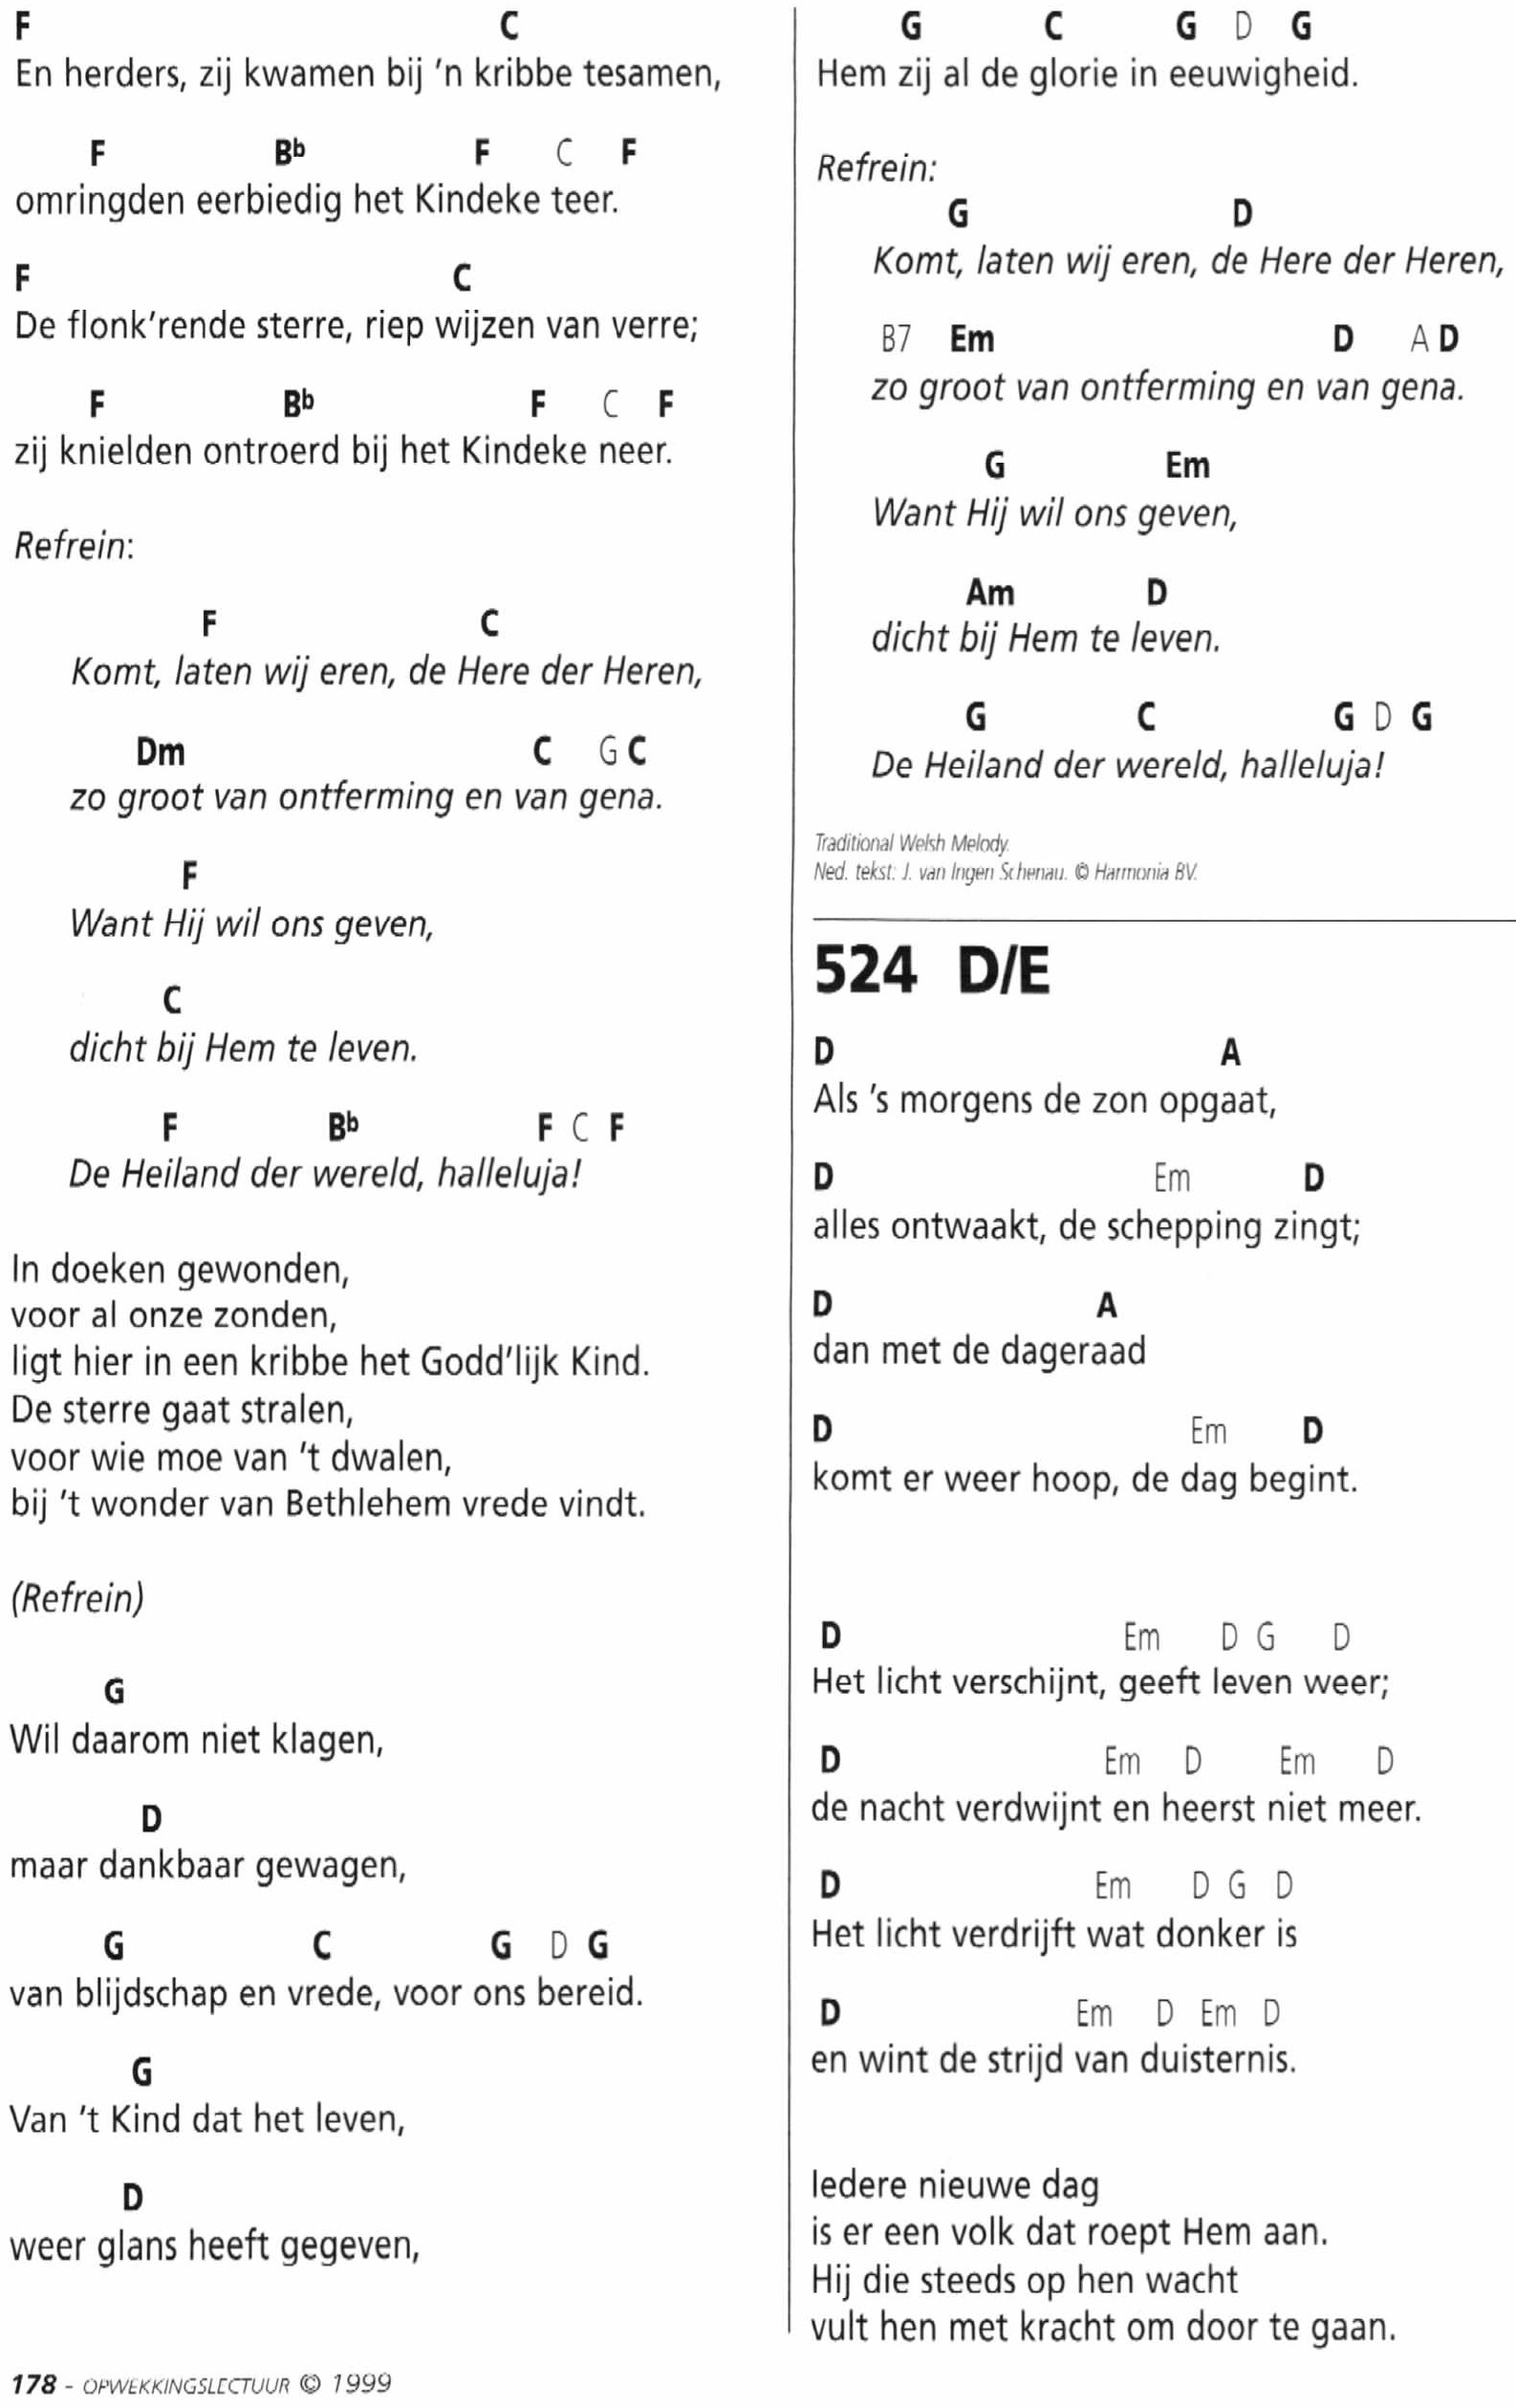 F C
En herders, zij kwamen bij 'n kribbe tesamen,
F Bb F C F
omringden eerbiedig het Kindeke teer.
F C
De flonk'rende sterre, riep wijzen van verre;
F Bb F C F
zij knielden ontroerd bij het Kindeke neer.
Refrein:
F C
Komt, laten wij eren, de Here der Heren,
Dm C G C
zo groot van ontferming en van gena.
F
Want Hij wil ons geven,
C
dicht bij Hem te leven.
F Bb F C F
De Heiland der wereld, halleluja!
In doeken gewonden,
voor al onze zonden,
ligt hier in een kribbe het Godd'lijk Kind.
De sterre gaat stralen,
voor wie moe van 't dwalen,
bij 't wonder van Bethlehem vrede vindt.
(Refrein)
G
Wil daarom niet klagen,
D
maar dankbaar gewagen,
G C G D G
van blijdschap en vrede, voor ons bereid.
G
Van 't Kind dat het leven,
D
weer glans heeft gegeven,
G C G D G
Hem zij al de glorie in eeuwigheid.
Refrein:
G D
Komt, laten wij eren, de Here der Heren,
B7 Em D A D
zo groot van ontferming en van gena.
G Em
Want Hij wil ons geven,
Am D
dicht bij Hem te leven.
G C G D G
De Heiland der wereld, halleluja!
Traditional Welsh Melody.
Ned. tekst: J. van Ingen Schenau. © Harmonia BV.
524 D/E
D A
Als 's morgens de zon opgaat,
D Em D
alles ontwaakt, de schepping zingt;
D A
dan met de dageraad
D Em D
komt er weer hoop, de dag begint.
D Em D G D
Het licht verschijnt, geeft leven weer;
D Em D Em D
de nacht verdwijnt en heerst niet meer.
D Em D G D
Het licht verdrijft wat donker is
D Em D Em D
en wint de strijd van duisternis.
Iedere nieuwe dag
is er een volk dat roept Hem aan.
Hij die steeds op hen wacht
vult hen met kracht om door te gaan.
178 - OPWEKKINGSLECTUUR © 1999